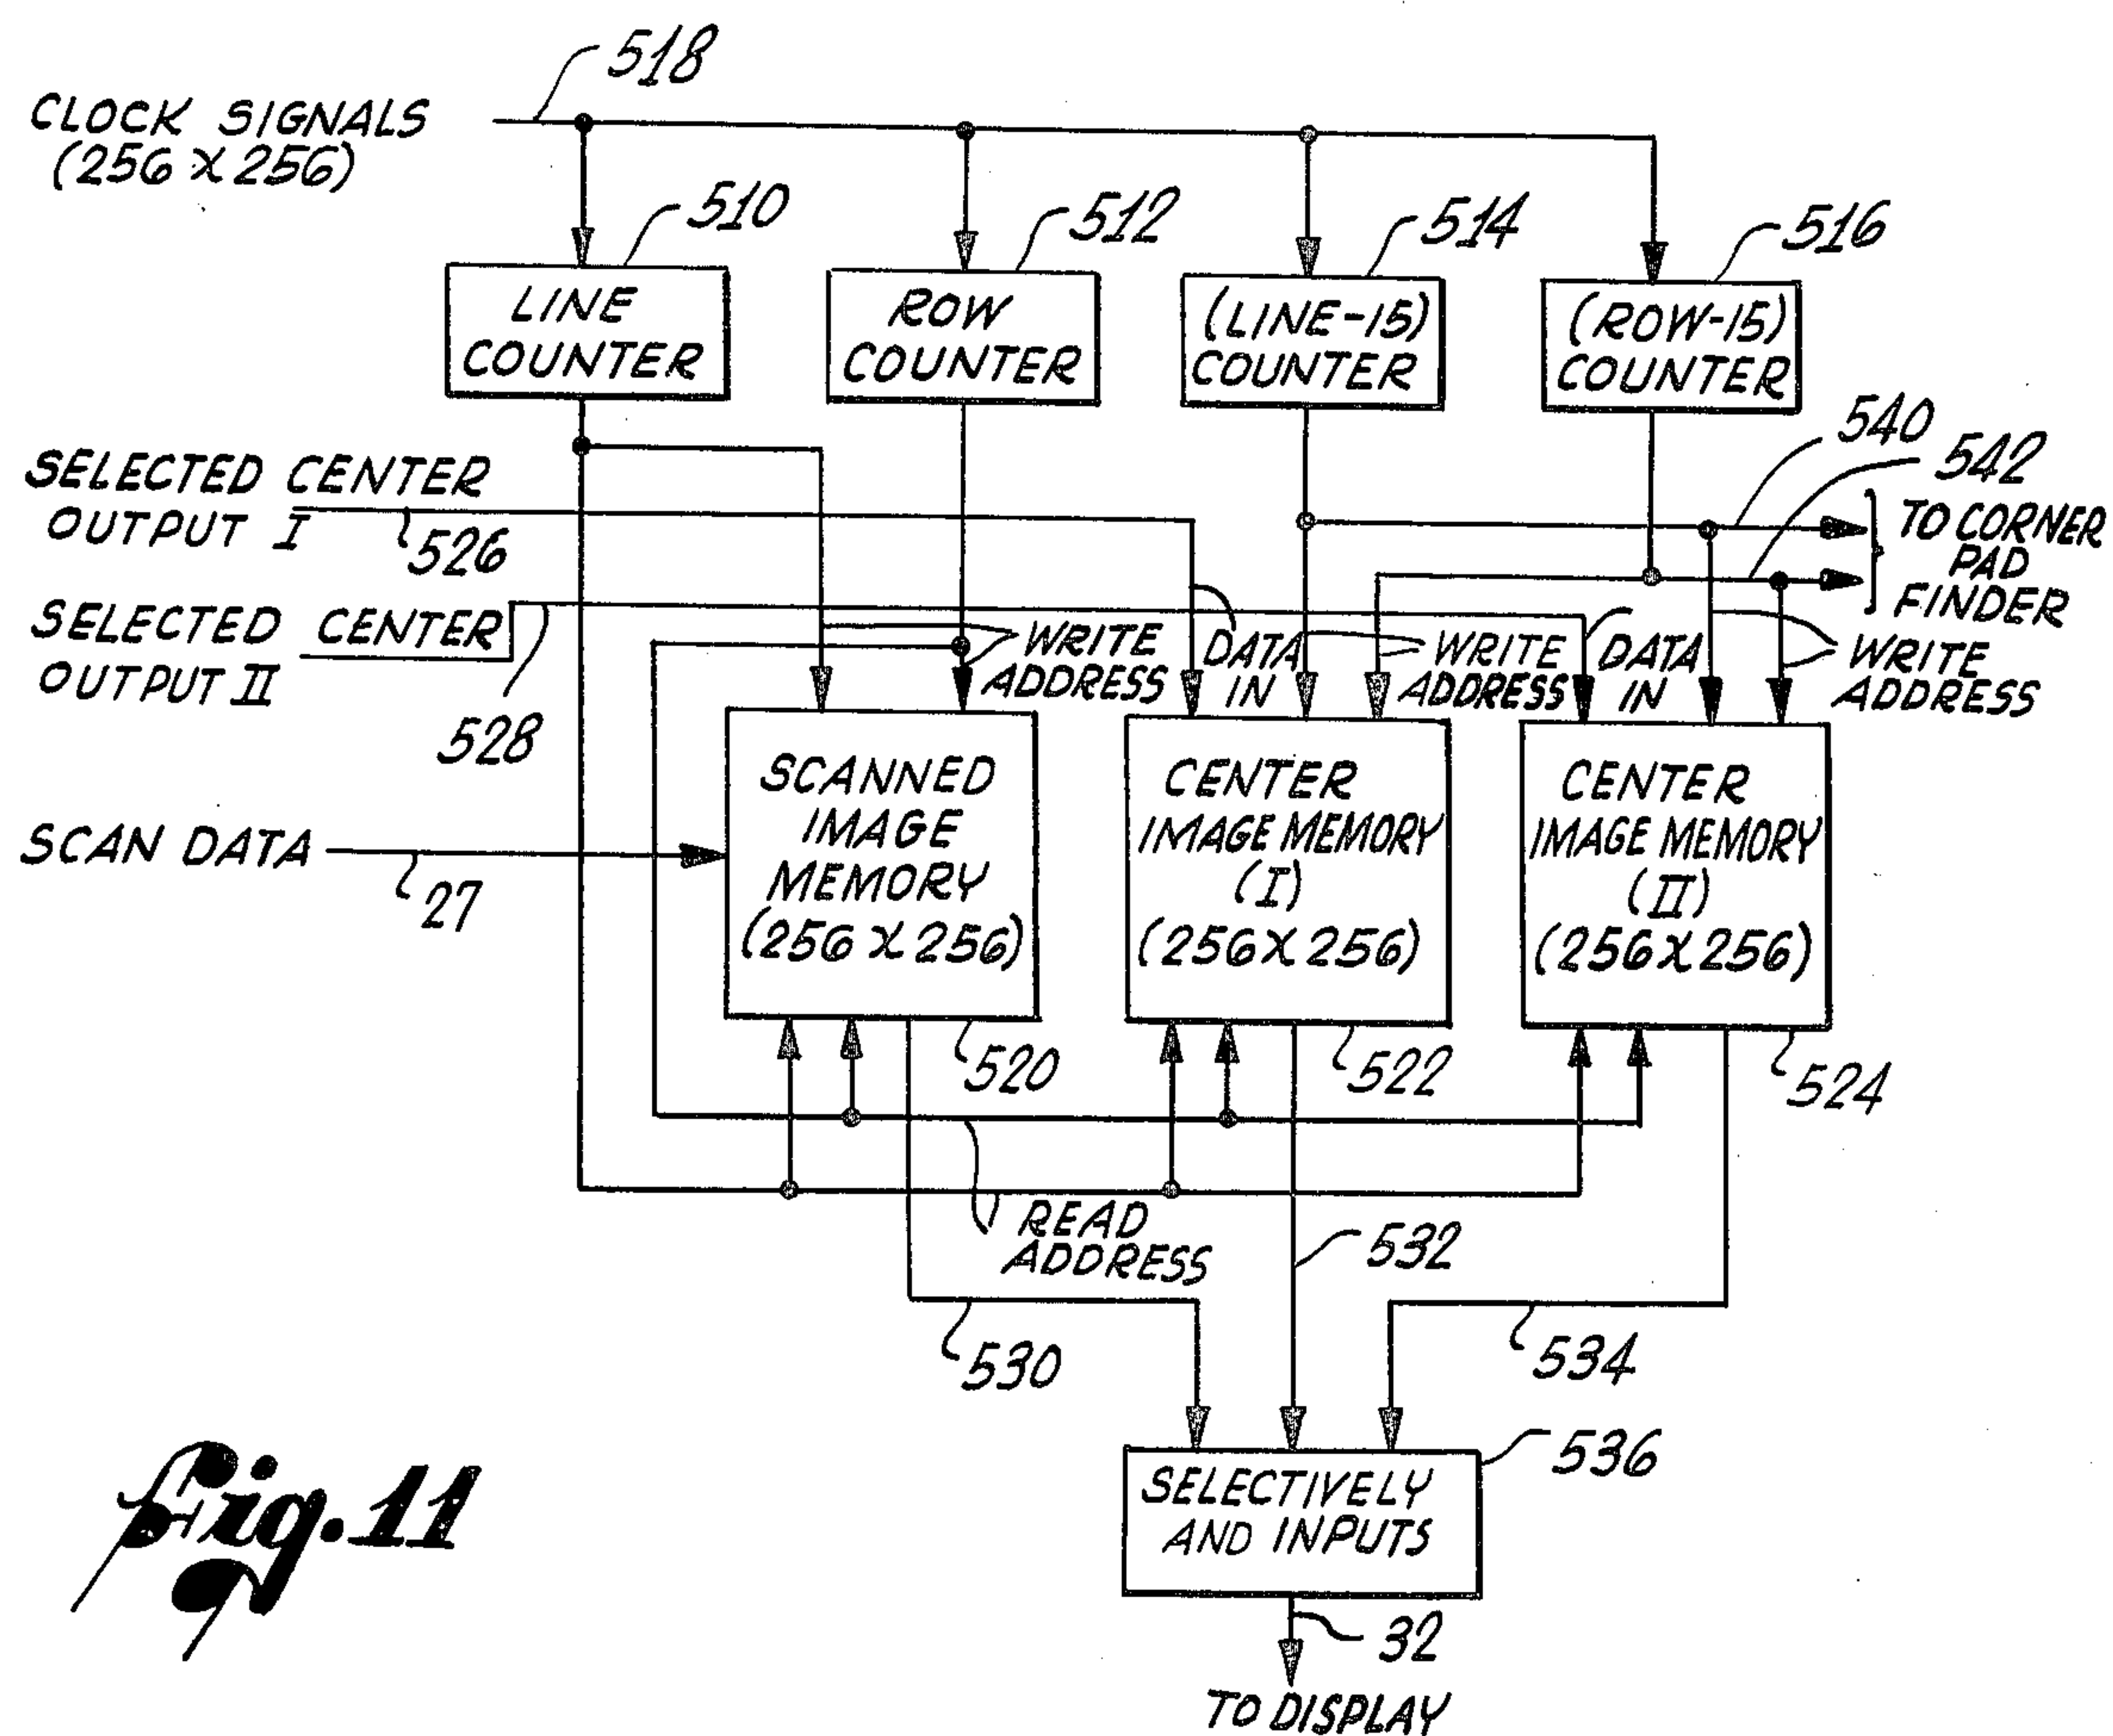 518
CLOCK SIGNALS
(256 X 256)
510
512
514
516
LINE
COUNTER
ROW
COUNTER
(LINE-15)
COUNTER
(ROW-15)
COUNTER
540
542
SELECTED CENTER
OUTPUT I
526
TO CORNER
PAD
FINDER
SELECTED CENTER
OUTPUT II
528
WRITE
ADDRESS
DATA
IN
WRITE
ADDRESS
DATA
IN
WRITE
ADDRESS
SCAN DATA
27
SCANNED
IMAGE
MEMORY
(256 X 256)
CENTER
IMAGE MEMORY
(I)
(256 X 256)
CENTER
IMAGE MEMORY
(II)
(256 X 256)
520
522
524
READ
ADDRESS
530
532
534
536
SELECTIVELY
AND INPUTS
32
TO DISPLAY
Fig. 11